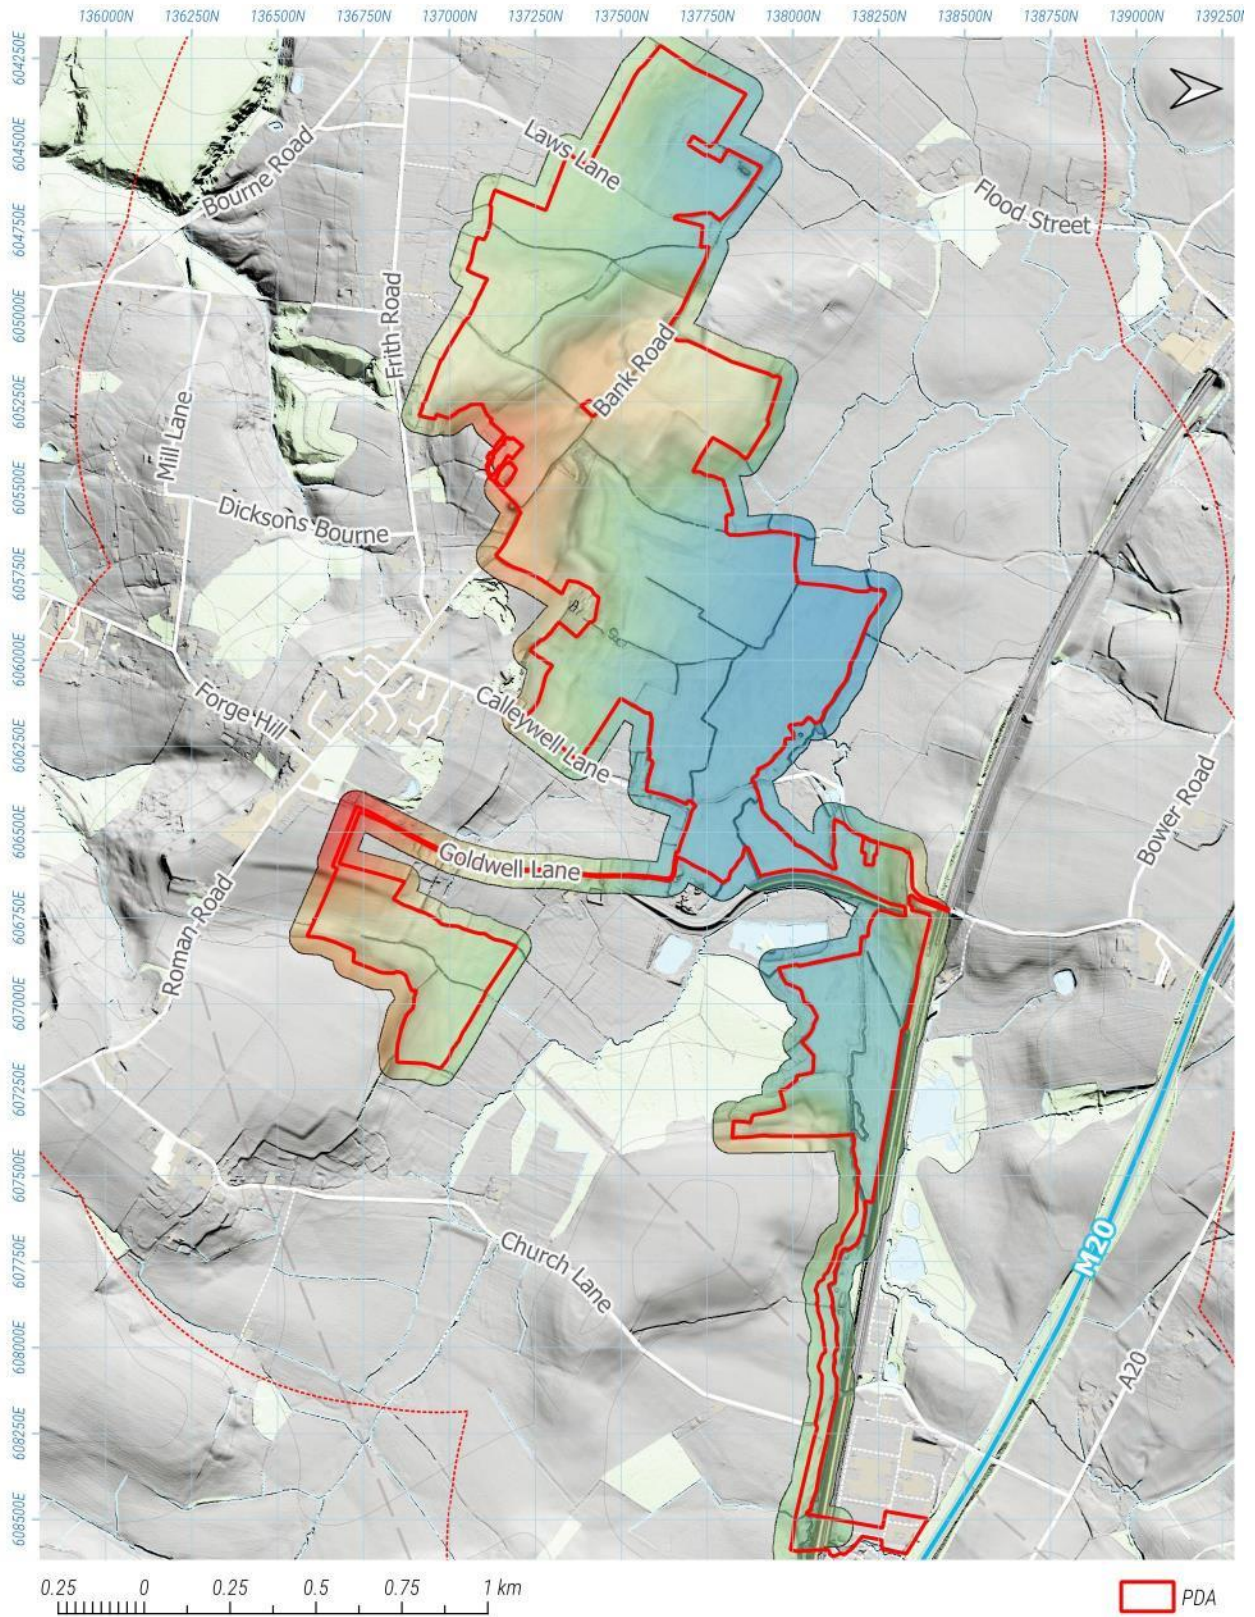 136000N 136250N 136500N 136750N 137000N 137250N 137500N 137750N 138000N 138250N 138500N 138750N 139000N 139250N
604250E
604500E
604750E
605000E
605250E
605500E
605750E
606000E
606250E
606500E
606750E
607000E
607250E
607500E
607750E
608000E
608250E
608500E
Laws Lane
Bourne Road
Flood Street
Frith Road
Bank Road
Mill Lane
Dicksons Bourne
Forge Hill
Calleywell Lane
Bower Road
Goldwell Lane
Roman Road
Church Lane
M20
A20
0.25 0 0.25 0.5 0.75 1 km
PDA